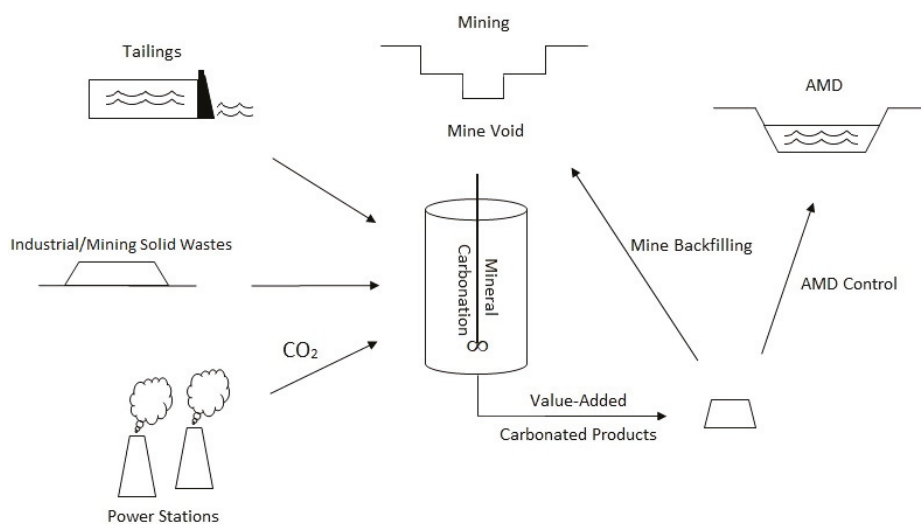 Mining
Tailings
AMD
Mine Void
Industrial/Mining Solid Wastes
Mineral
Carbonation
Mine Backfilling
AMD Control
CO₂
Value-Added
Carbonated Products
Power Stations